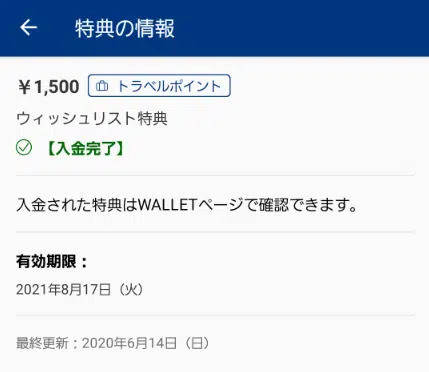 特典の情報
￥1,500 トラベルポイント
ウィッシュリスト特典
【入金完了】
入金された特典はWALLETページで確認できます。
有効期限：
2021年8月17日（火）
最終更新：2020年6月14日（日）